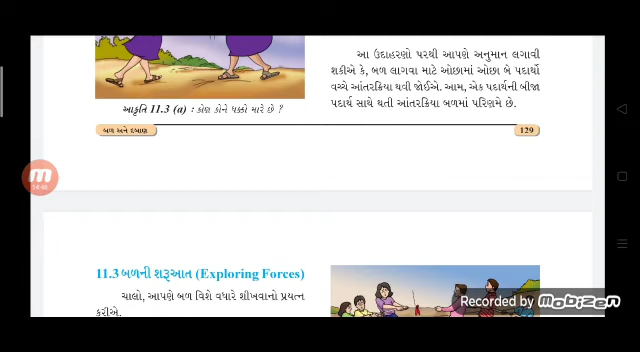 આ ઉદાહરણો પરથી આપણે અનુમાન લગાવી
શકીએ કે, બળ લાગવા માટે ઓછામાં ઓછા બે પદાર્થો
વચ્ચે આંતરક્રિયા થવી જોઈએ. આમ, એક પદાર્થની બીજા
પદાર્થ સાથે થતી આંતરક્રિયા બળમાં પરિણમે છે.
આકૃતિ 11.3 (a) : કોણ કોને ધક્કો મારે છે ?
બળ અને દબાણ
129
11.3 બળની શરૂઆત (Exploring Forces)
ચાલો, આપણે બળ વિશે વધારે શીખવાનો પ્રયત્ન
કરીએ.
Recorded by Mobizen